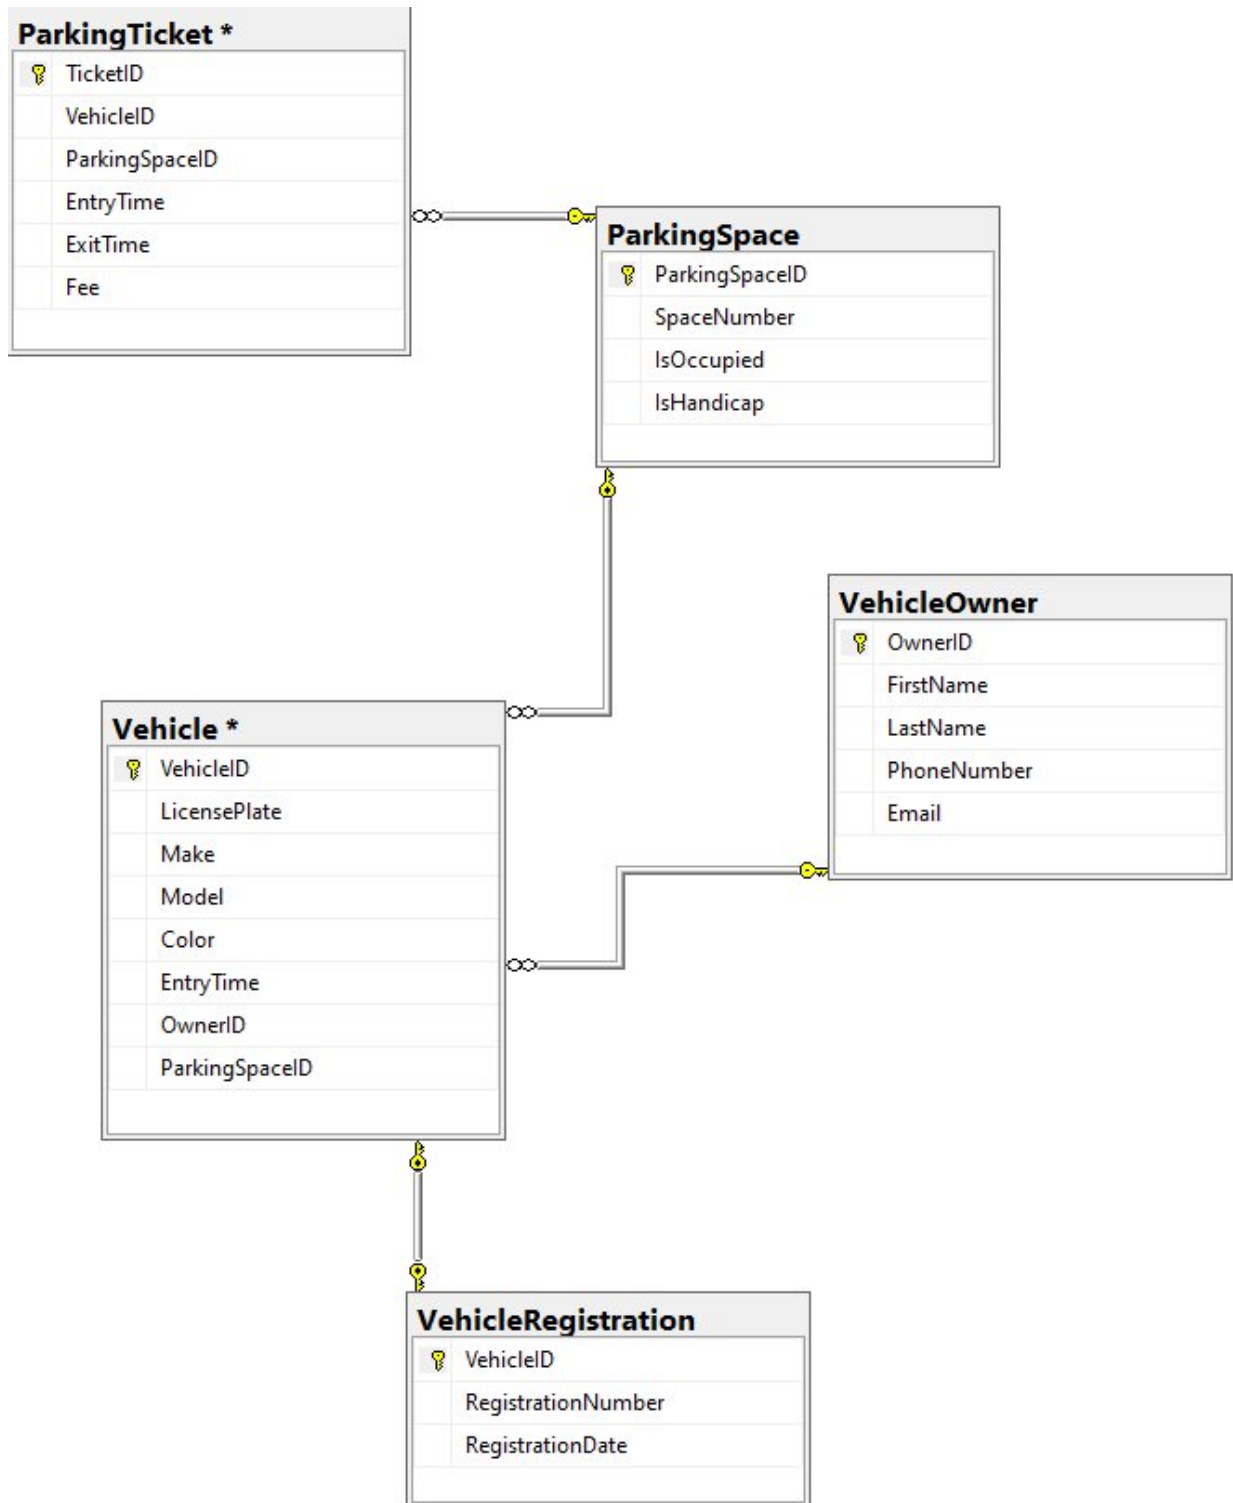 ParkingTicket *
TicketID
VehicleID
ParkingSpaceID
EntryTime
ExitTime
Fee
ParkingSpace
ParkingSpaceID
SpaceNumber
IsOccupied
IsHandicap
VehicleOwner
OwnerID
FirstName
LastName
PhoneNumber
Email
Vehicle *
VehicleID
LicensePlate
Make
Model
Color
EntryTime
OwnerID
ParkingSpaceID
VehicleRegistration
VehicleID
RegistrationNumber
RegistrationDate